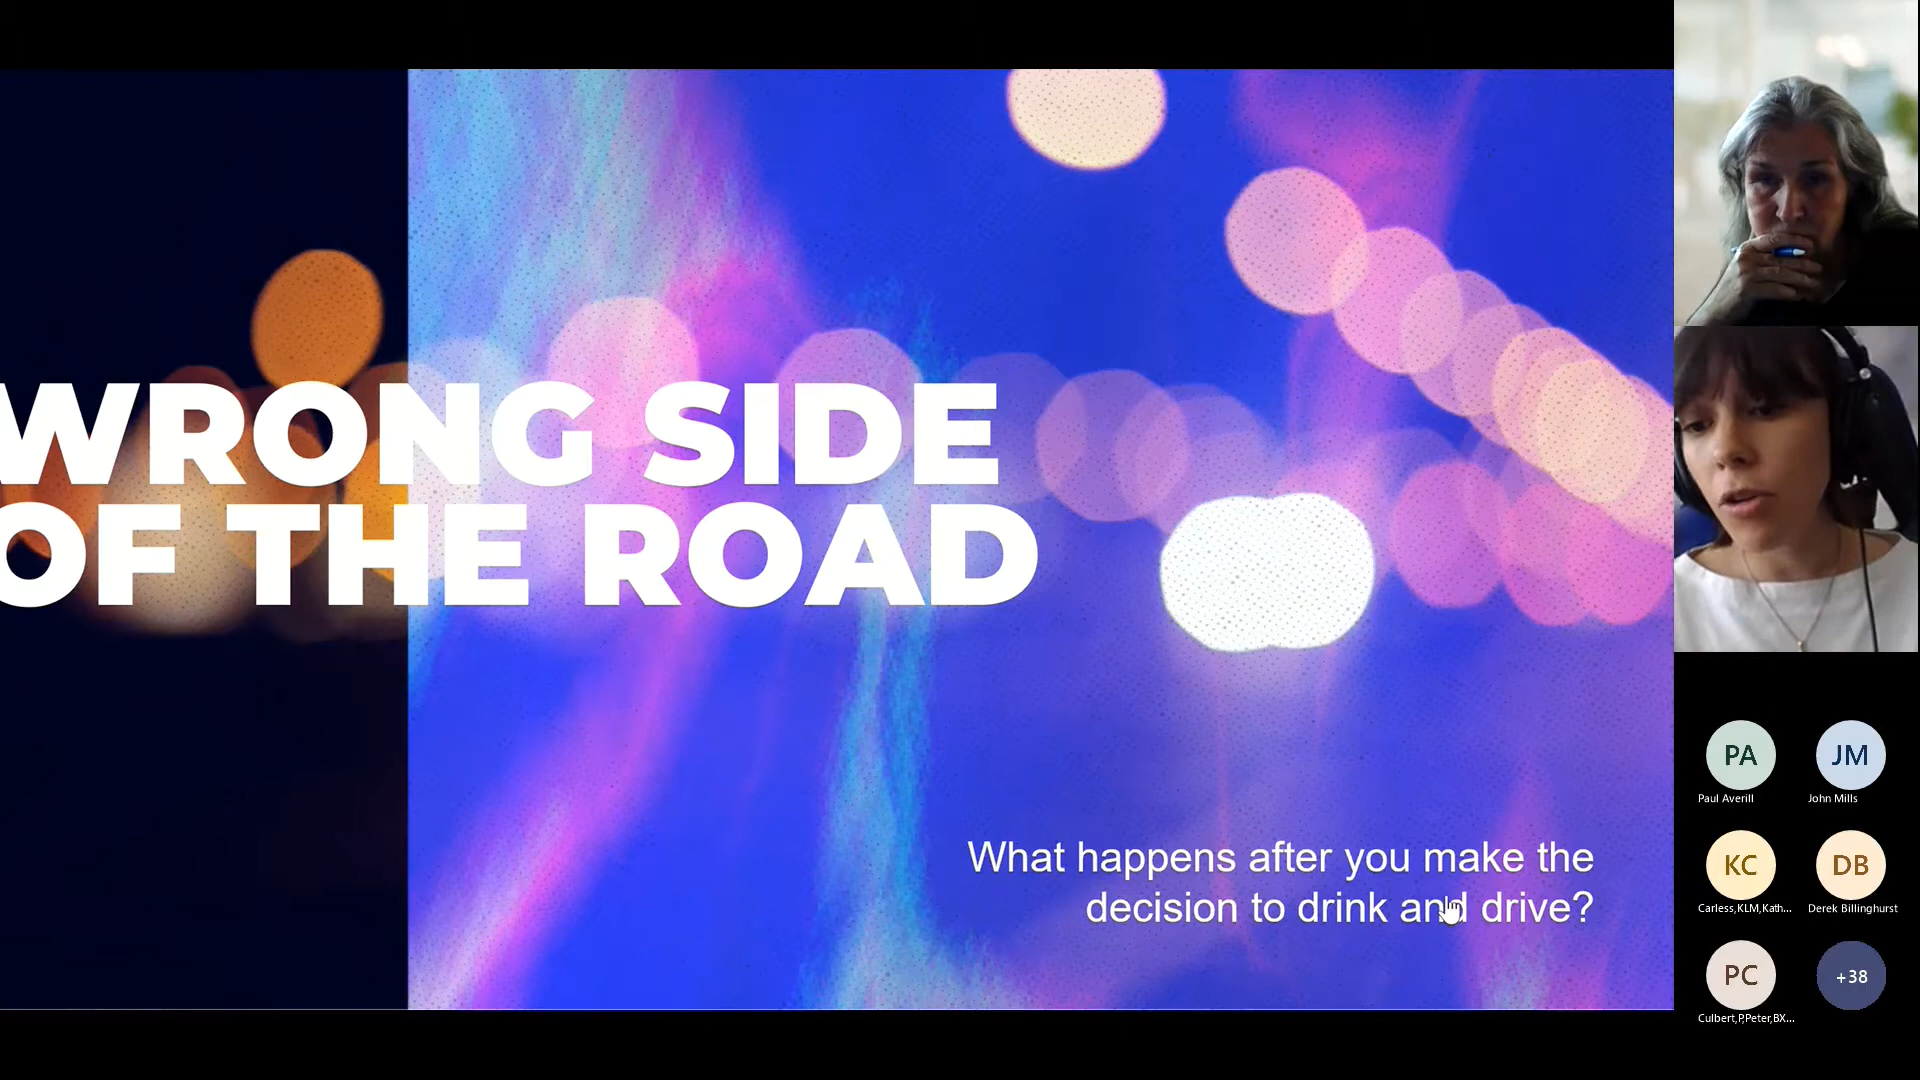 WRONG SIDE
OF THE ROAD
What happens after you make the
decision to drink and drive?
PA
JM
Paul Averill
John Mills
KC
DB
Carless,KLM,Kath...
Derek Billinghurst
PC
+38
Culbert,P,Peter,BX...